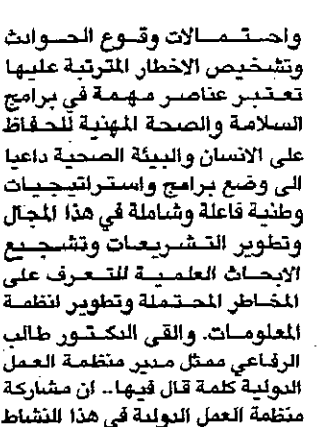 واحتمالات وقوع الحوادث
وتشخيص الاخطار المترتبة عليها
تعتبر عناصر مهمة في برامج
السلامة والصحة المهنية للحفاظ
على الانسان والبيئة الصحية داعيا
الى وضع برامج واستراتيجيات
وطنية فاعلة وشاملة في هذا المجال
وتطوير التشريعات وتشجيع
الابحاث العلمية للتعرف على
المخاطر المحتملة وتطوير انظمة
المعلومات. والقى الدكتور طالب
الرفاعي ممثل مدير منظمة العمل
الدولية كلمة قال فيها.. ان مشاركة
منظمة العمل الدولية في هذا النشاط